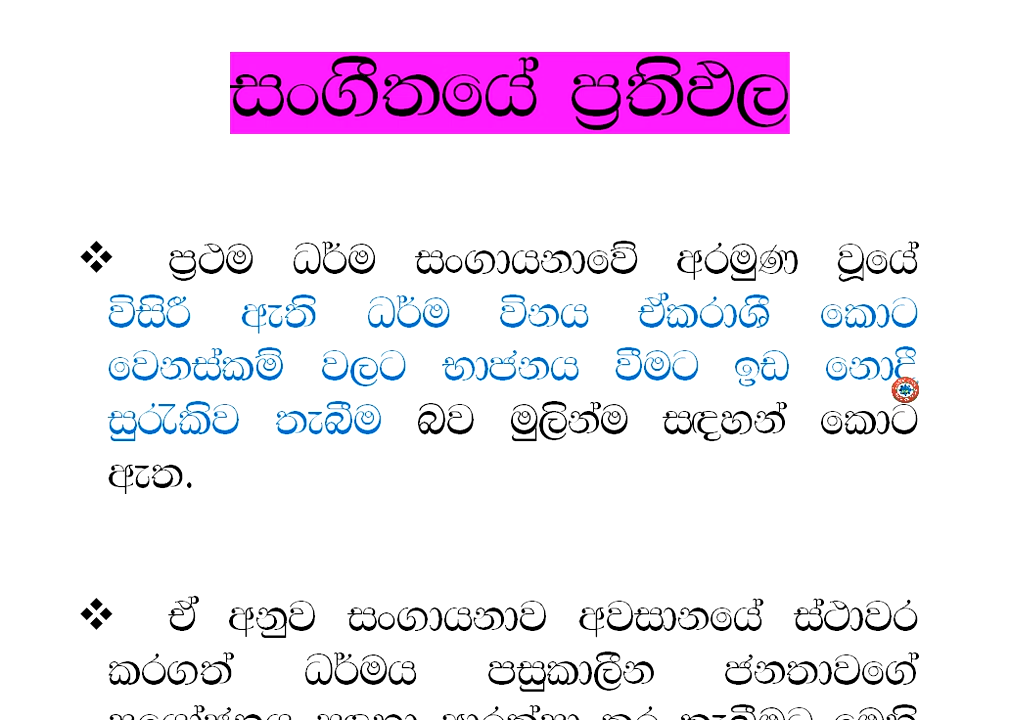 සංගීතයේ ප්‍රතිඵල
❖ ප්‍රථම ධර්ම සංගායනාවේ අරමුණ වූයේ
විසිරී ඇති ධර්ම විනය ඒකරාශී කොට
වෙනස්කම් වලට භාජනය වීමට ඉඩ නොදී
සුරැකිව තැබීම බව මුලින්ම සඳහන් කොට
ඇත.
❖ ඒ අනුව සංගායනාව අවසානයේ ස්ථාවර
කරගත් ධර්මය පසුකාලීන ජනතාවගේ